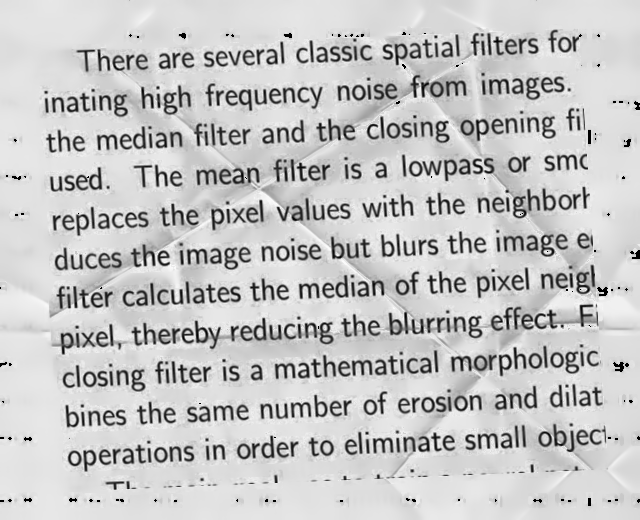 There are several classic spatial filters for
inating high frequency noise from images.
the median filter and the closing opening fil
used. The mean filter is a lowpass or smo
replaces the pixel values with the neighborh
duces the image noise but blurs the image e
filter calculates the median of the pixel neigh
pixel, thereby reducing the blurring effect. Fi
closing filter is a mathematical morphologic
bines the same number of erosion and dilat
operations in order to eliminate small object